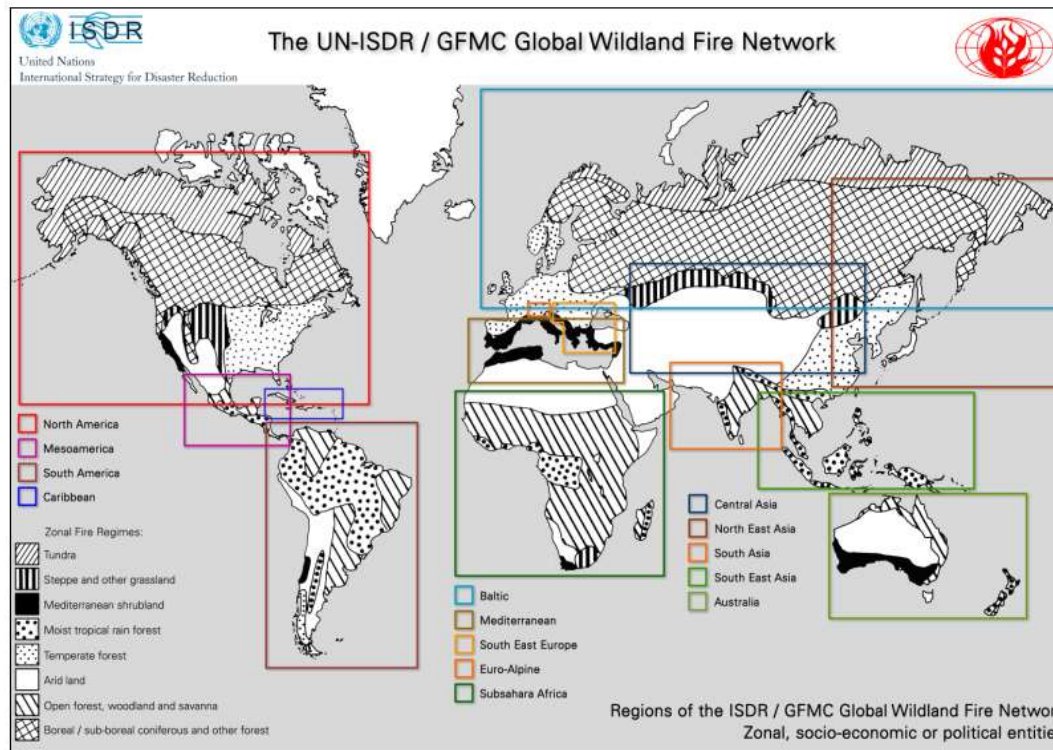 ISDR
United Nations
International Strategy for Disaster Reduction
The UN-ISDR / GFMC Global Wildland Fire Network
North America
Mesoamerica
South America
Caribbean
Zonal Fire Regimes:
Tundra
Steppe and other grassland
Mediterranean shrubland
Moist tropical rain forest
Temperate forest
Arid land
Open forest, woodland and savanna
Boreal / sub-boreal coniferous and other forest
Baltic
Mediterranean
South East Europe
Euro-Alpine
Subsahara Africa
Central Asia
North East Asia
South Asia
South East Asia
Australia
Regions of the ISDR / GFMC Global Wildland Fire Networ
Zonal, socio-economic or political entitie